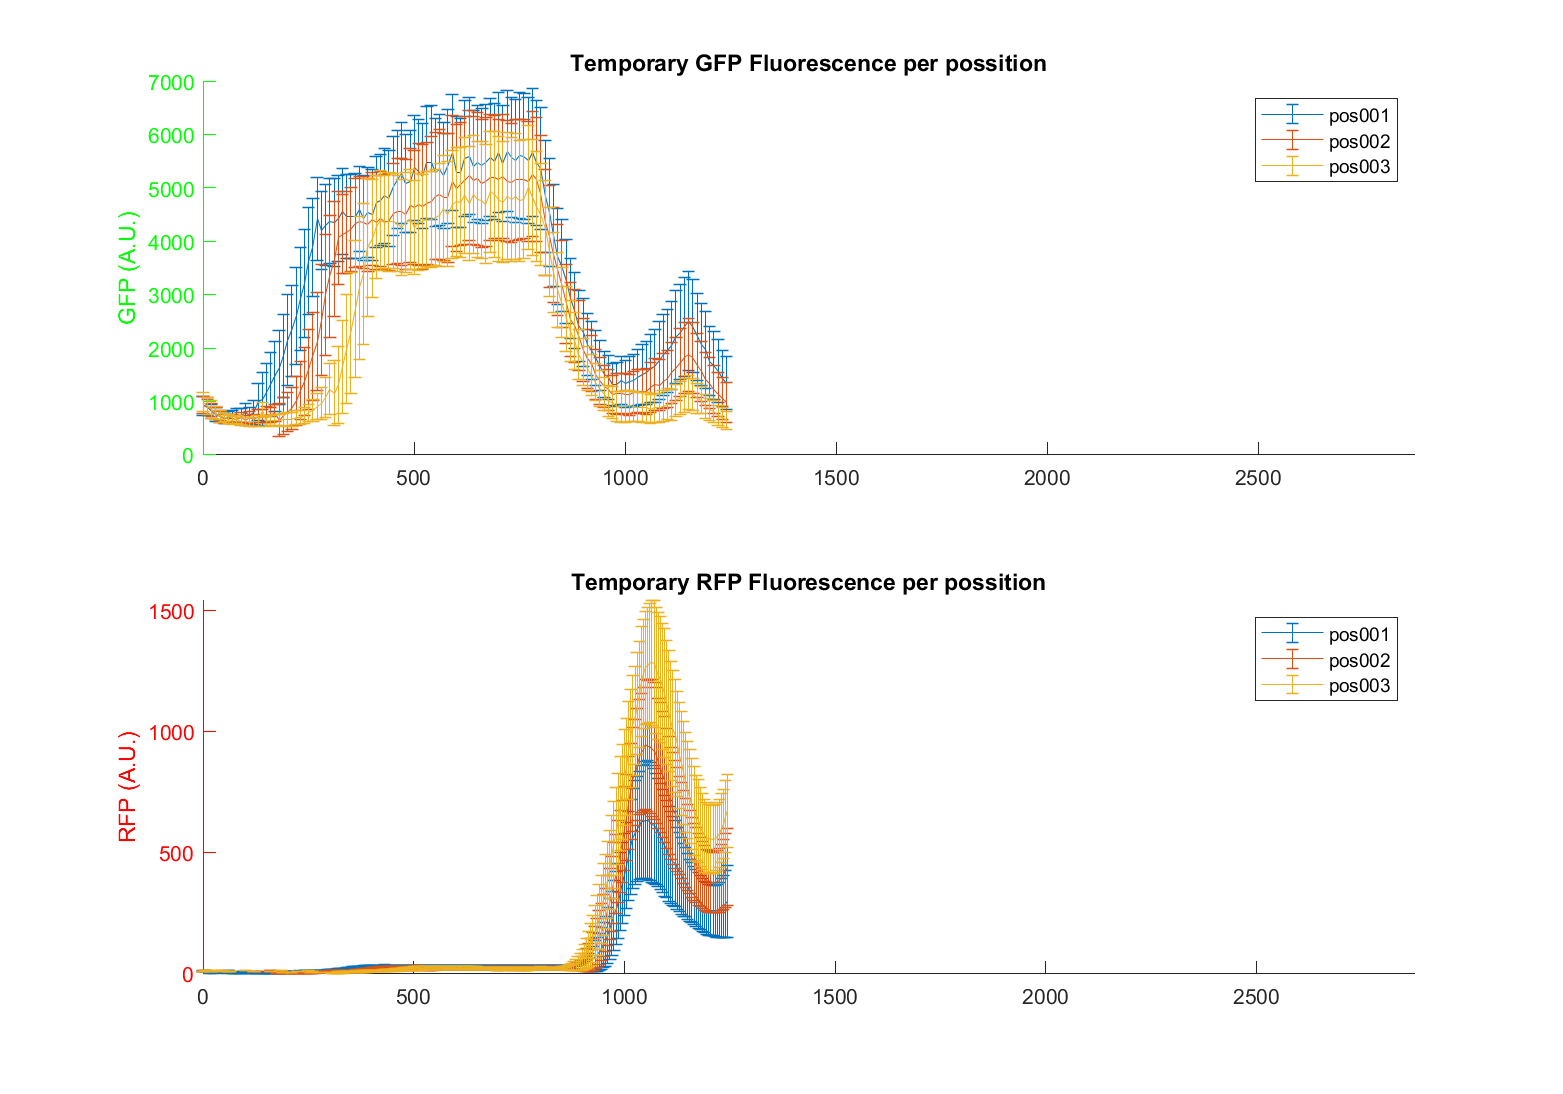 Temporary GFP Fluorescence per possition
7000
6000
5000
4000
3000
2000
1000
0
GFP (A.U.)
0 500 1000 1500 2000 2500
pos001
pos002
pos003
Temporary RFP Fluorescence per possition
1500
1000
500
0
RFP (A.U.)
0 500 1000 1500 2000 2500
pos001
pos002
pos003